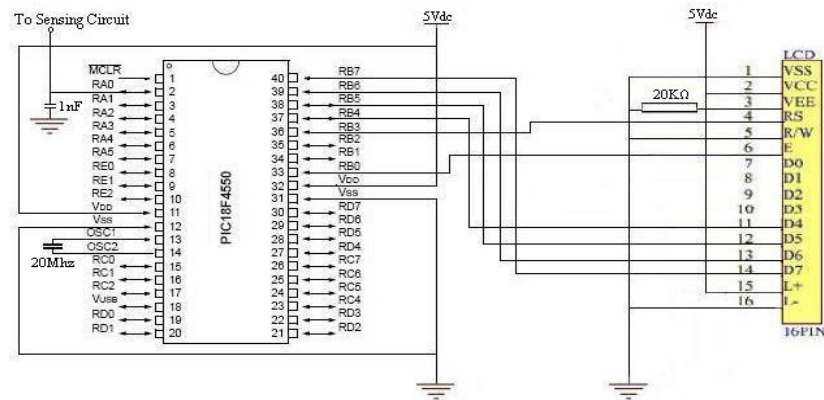 To Sensing Circuit
5Vdc
5Vdc
1nF
20Mhz
PIC18F4550
MCLR 1
RA0 2
RA1 3
RA2 4
RA3 5
RA4 6
RA5 7
RE0 8
RE1 9
RE2 10
VDD 11
VSS 12
OSC1 13
OSC2 14
RC0 15
RC1 16
RC2 17
VUSB 18
RD0 19
RD1 20
40 RB7
39 RB6
38 RB5
37 RB4
36 RB3
35 RB2
34 RB1
33 RB0
32 VDD
31 VSS
30 RD7
29 RD6
28 RD5
27 RD4
26 RC7
25 RC6
24 RC5
23 RC4
22 RD3
21 RD2
20KΩ
LCD
1 VSS
2 VCC
3 VEE
4 RS
5 R/W
6 E
7 D0
8 D1
9 D2
10 D3
11 D4
12 D5
13 D6
14 D7
15 L+
16 L-
16PIN